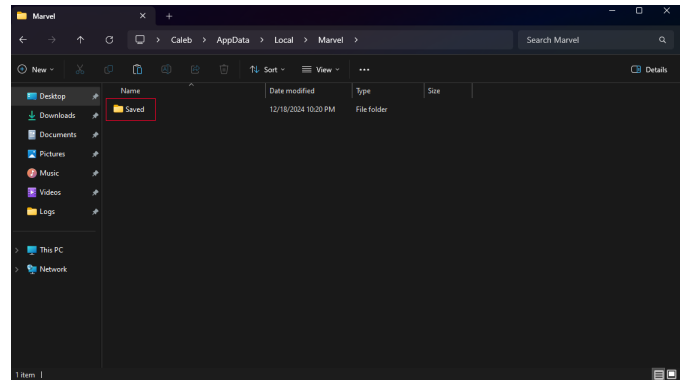 Marvel
Caleb > AppData > Local > Marvel >
Search Marvel
New
Sort
View
Details
Name
Date modified
Type
Size
Desktop
Saved
12/18/2024 10:20 PM
File folder
Downloads
Documents
Pictures
Music
Videos
Logs
This PC
Network
1 item